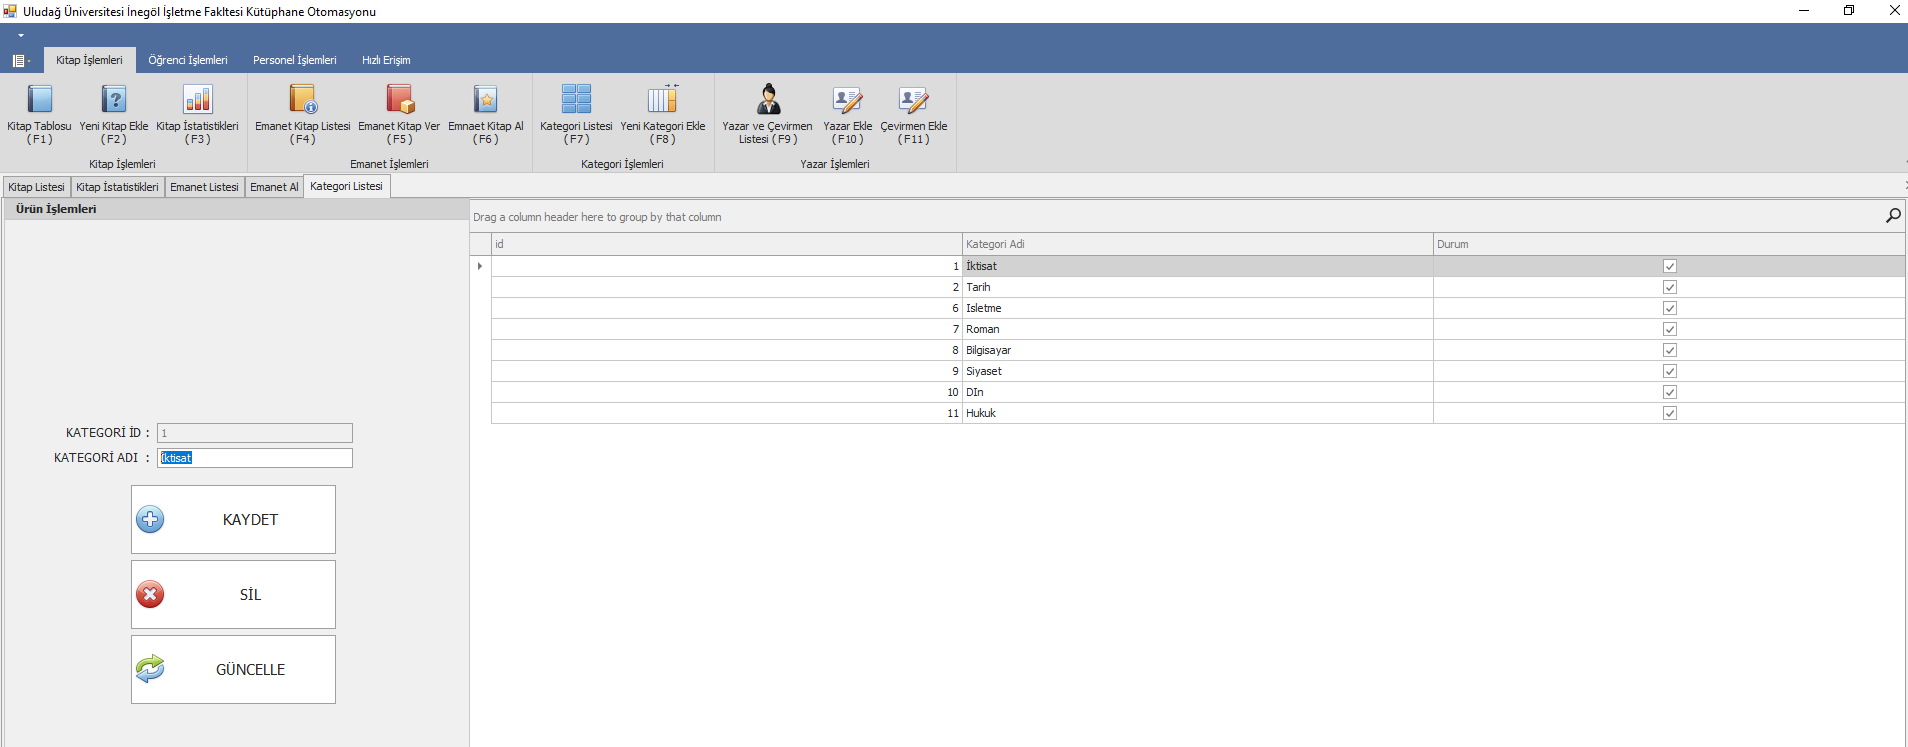 Uludağ Üniversitesi İnegöl İşletme Fakltesi Kütüphane Otomasyonu
Kitap İşlemleri Öğrenci İşlemleri Personel İşlemleri Hızlı Erişim
Kitap Tablosu Yeni Kitap Ekle Kitap İstatistikleri Emanet Kitap Listesi Emanet Kitap Ver Emnaet Kitap Al Kategori Listesi Yeni Kategori Ekle Yazar ve Çevirmen Yazar Ekle Çevirmen Ekle
( F1 ) ( F2 ) ( F3 ) ( F4 ) ( F5 ) ( F6 ) ( F7 ) ( F8 ) Listesi ( F9 ) ( F10 ) ( F11 )
Kitap İşlemleri Emanet İşlemleri Kategori İşlemleri Yazar İşlemleri
Kitap Listesi Kitap İstatistikleri Emanet Listesi Emanet Al Kategori Listesi
Ürün İşlemleri
KATEGORİ İD : 1
KATEGORİ ADI : İktisat
KAYDET
SİL
GÜNCELLE
Drag a column header here to group by that column
id Kategori Adi Durum
1 İktisat
2 Tarih
6 Isletme
7 Roman
8 Bilgisayar
9 Siyaset
10 DIn
11 Hukuk